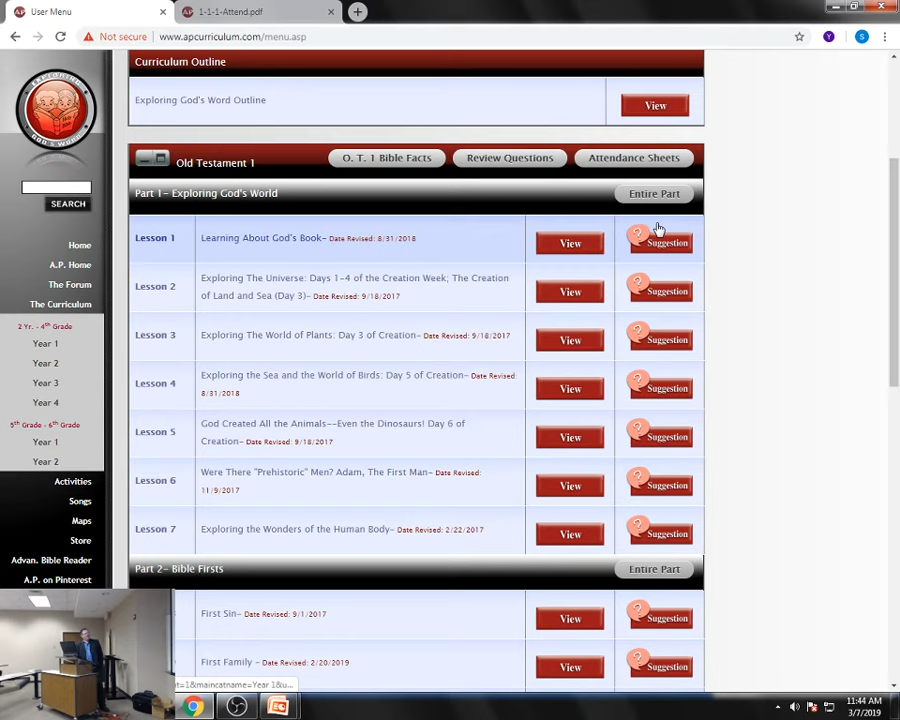 User Menu
1-1-1-Attend.pdf
Not secure | www.apcurriculum.com/menu.asp
Curriculum Outline
Exploring God's Word Outline
View
Old Testament 1
O. T. 1 Bible Facts
Review Questions
Attendance Sheets
Part 1- Exploring God's World
Entire Part
Lesson 1
Learning About God's Book- Date Revised: 8/31/2018
View
Suggestion
Lesson 2
Exploring The Universe: Days 1-4 of the Creation Week; The Creation
of Land and Sea (Day 3)- Date Revised: 9/18/2017
View
Suggestion
Lesson 3
Exploring The World of Plants: Day 3 of Creation- Date Revised: 9/18/2017
View
Suggestion
Lesson 4
Exploring the Sea and the World of Birds: Day 5 of Creation- Date Revised:
8/31/2018
View
Suggestion
Lesson 5
God Created All the Animals--Even the Dinosaurs! Day 6 of
Creation- Date Revised: 9/18/2017
View
Suggestion
Lesson 6
Were There "Prehistoric" Men? Adam, The First Man- Date Revised:
11/9/2017
View
Suggestion
Lesson 7
Exploring the Wonders of the Human Body- Date Revised: 2/22/2017
View
Suggestion
Part 2- Bible Firsts
Entire Part
First Sin- Date Revised: 9/1/2017
View
Suggestion
First Family - Date Revised: 2/20/2019
View
Suggestion
SEARCH
Home
A.P. Home
The Forum
The Curriculum
2 Yr. - 4th Grade
Year 1
Year 2
Year 3
Year 4
5th Grade - 6th Grade
Year 1
Year 2
Activities
Songs
Maps
Store
Advan. Bible Reader
A.P. on Pinterest
nt=1&maincatname=Year 1&u...
11:44 AM
3/7/2019